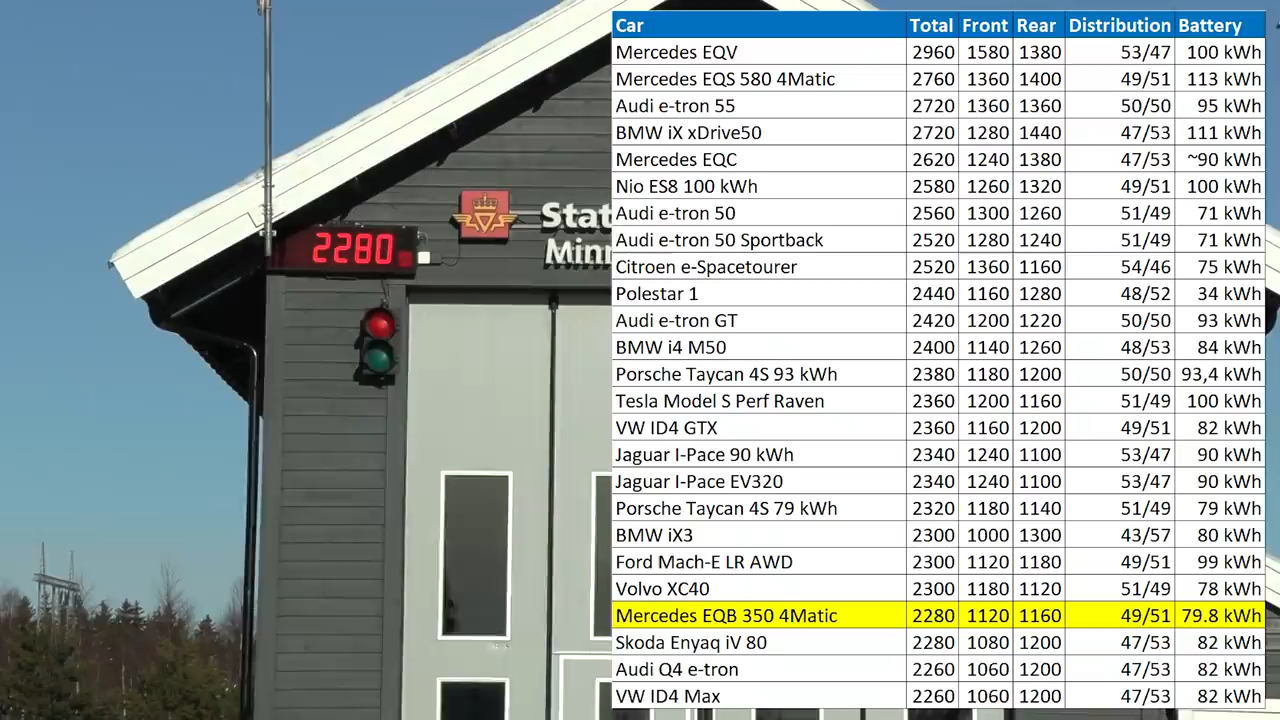 2280
Stat
Minn
Car Total Front Rear Distribution Battery
Mercedes EQV 2960 1580 1380 53/47 100 kWh
Mercedes EQS 580 4Matic 2760 1360 1400 49/51 113 kWh
Audi e-tron 55 2720 1360 1360 50/50 95 kWh
BMW iX xDrive50 2720 1280 1440 47/53 111 kWh
Mercedes EQC 2620 1240 1380 47/53 ~90 kWh
Nio ES8 100 kWh 2580 1260 1320 49/51 100 kWh
Audi e-tron 50 2560 1300 1260 51/49 71 kWh
Audi e-tron 50 Sportback 2520 1280 1240 51/49 71 kWh
Citroen e-Spacetourer 2520 1360 1160 54/46 75 kWh
Polestar 1 2440 1160 1280 48/52 34 kWh
Audi e-tron GT 2420 1200 1220 50/50 93 kWh
BMW i4 M50 2400 1140 1260 48/53 84 kWh
Porsche Taycan 4S 93 kWh 2380 1180 1200 50/50 93,4 kWh
Tesla Model S Perf Raven 2360 1200 1160 51/49 100 kWh
VW ID4 GTX 2360 1160 1200 49/51 82 kWh
Jaguar I-Pace 90 kWh 2340 1240 1100 53/47 90 kWh
Jaguar I-Pace EV320 2340 1240 1100 53/47 90 kWh
Porsche Taycan 4S 79 kWh 2320 1180 1140 51/49 79 kWh
BMW iX3 2300 1000 1300 43/57 80 kWh
Ford Mach-E LR AWD 2300 1120 1180 49/51 99 kWh
Volvo XC40 2300 1180 1120 51/49 78 kWh
Mercedes EQB 350 4Matic 2280 1120 1160 49/51 79.8 kWh
Skoda Enyaq iV 80 2280 1080 1200 47/53 82 kWh
Audi Q4 e-tron 2260 1060 1200 47/53 82 kWh
VW ID4 Max 2260 1060 1200 47/53 82 kWh